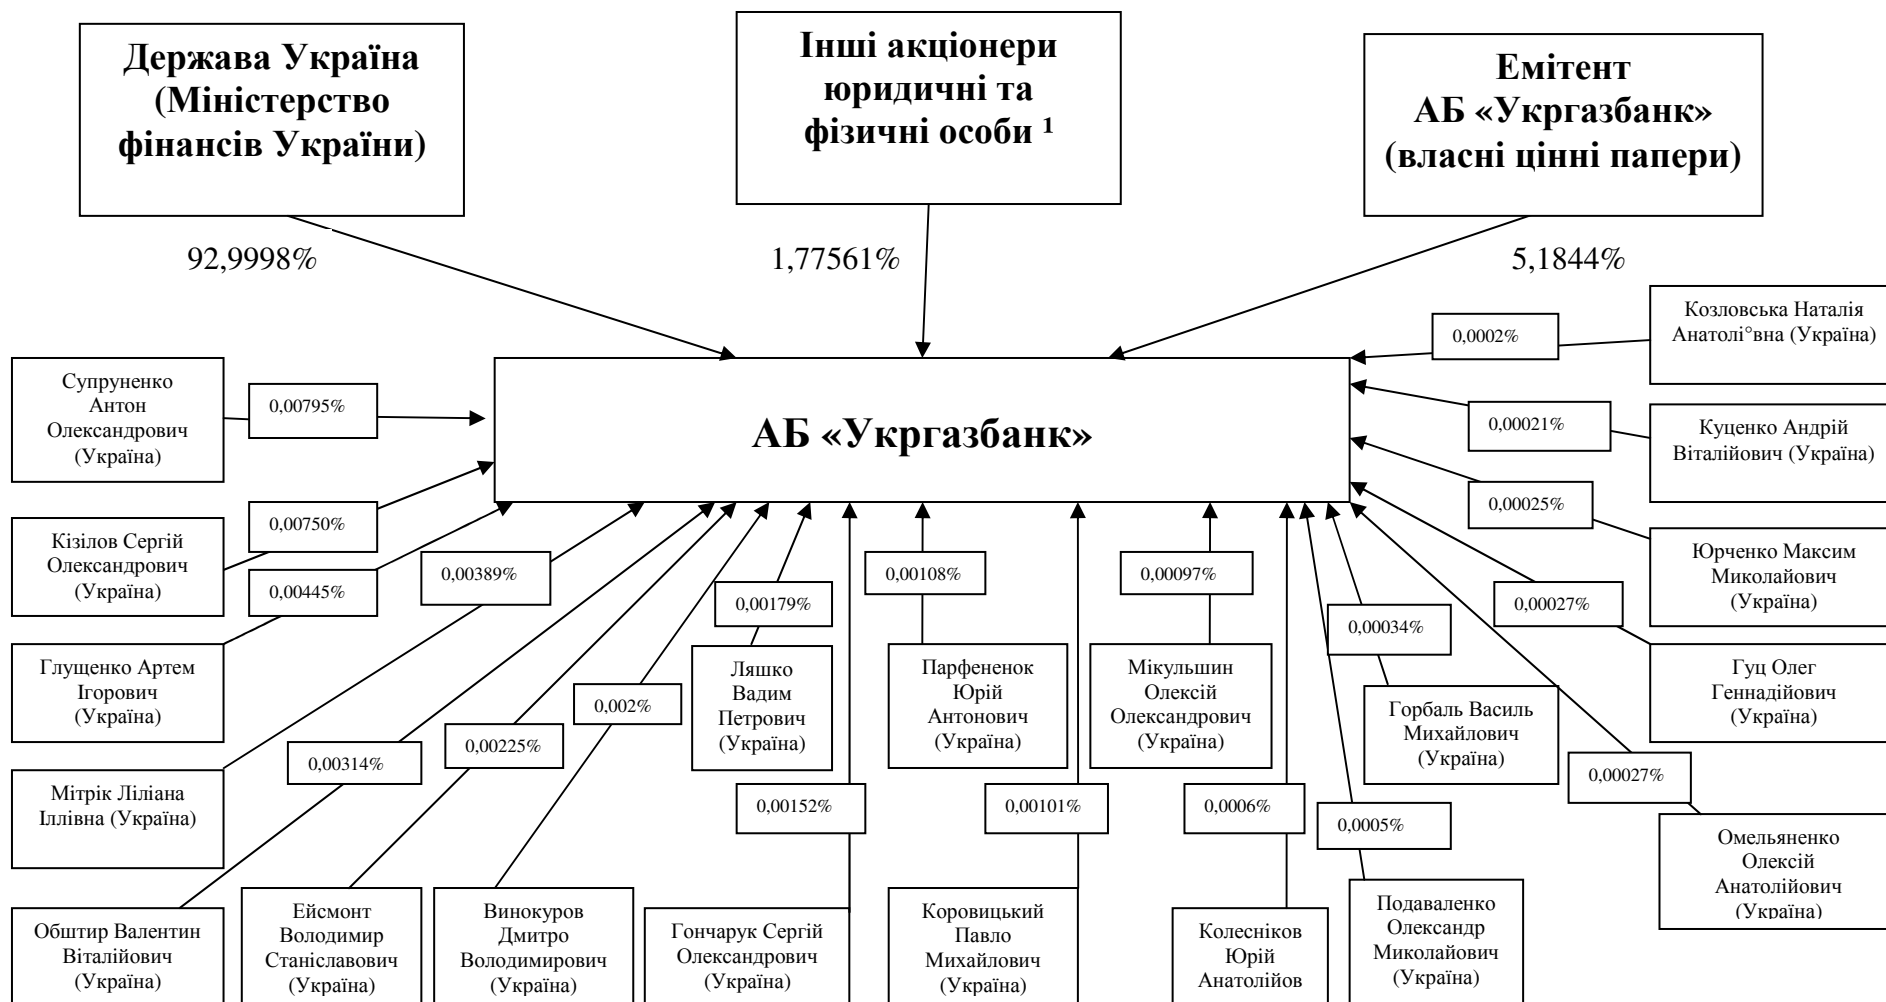 Держава Україна
(Міністерство
фінансів України)
Інші акціонери
юридичні та
фізичні особи ¹
Емітент
АБ «Укргазбанк»
(власні цінні папери)
92,9998%
1,77561%
5,1844%
Козловська Наталія
Анатолі°вна (Україна)
0,0002%
Супруненко
Антон
Олександрович
(Україна)
0,00795%
АБ «Укргазбанк»
0,00021%
Куценко Андрій
Віталійович (Україна)
0,00025%
Кізілов Сергій
Олександрович
(Україна)
0,00750%
Юрченко Максим
Миколайович
(Україна)
0,00445%
0,00389%
0,00179%
0,00108%
0,00097%
0,00034%
0,00027%
Глущенко Артем
Ігорович
(Україна)
Ляшко
Вадим
Петрович
(Україна)
Парфененок
Юрій
Антонович
(Україна)
Мікульшин
Олексій
Олександрович
(Україна)
Горбаль Василь
Михайлович
(Україна)
Гуц Олег
Геннадійович
(Україна)
0,002%
0,00225%
0,00314%
0,00152%
0,00101%
0,0006%
0,0005%
0,00027%
Мітрік Ліліана
Іллівна (Україна)
Омельяненко
Олексій
Анатолійович
(Україна)
Обштир Валентин
Віталійович
(Україна)
Ейсмонт
Володимир
Станіславович
(Україна)
Винокуров
Дмитро
Володимирович
(Україна)
Гончарук Сергій
Олександрович
(Україна)
Коровицький
Павло
Михайлович
(Україна)
Колесніков
Юрій
Анатолійов
Подаваленко
Олександр
Миколайович
(Україна)